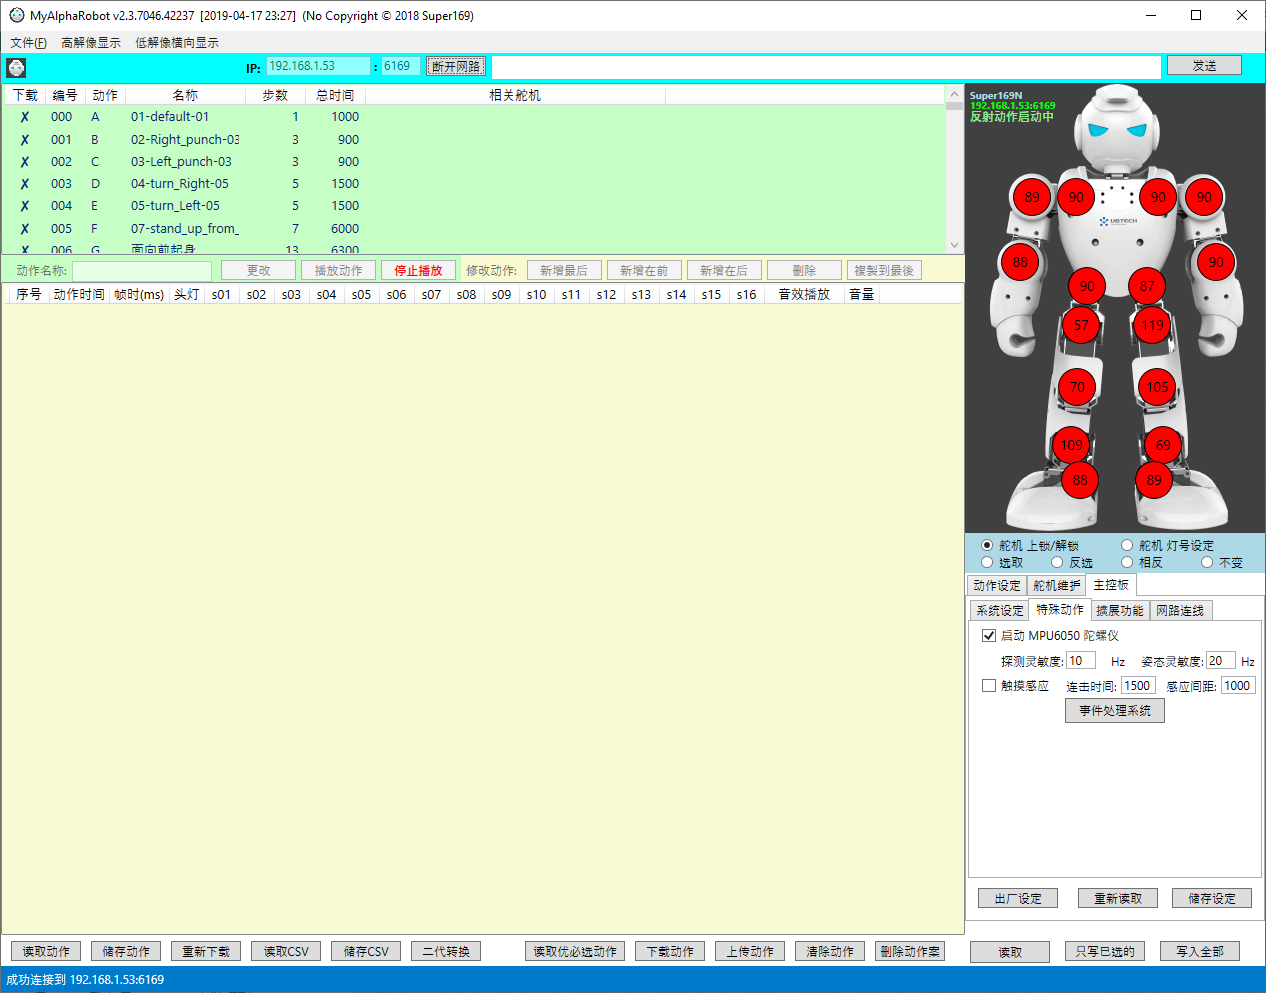 MyAlphaRobot v2.3.7046.42237 [2019-04-17 23:27] (No Copyright © 2018 Super169)
文件(F) 高解像显示 低解像横向显示
IP: 192.168.1.53 : 6169 断开网路 发送
下载 编号 动作 名称 步数 总时间 相关舵机
✗ 000 A 01-default-01 1 1000
✗ 001 B 02-Right_punch-03 3 900
✗ 002 C 03-Left_punch-03 3 900
✗ 003 D 04-turn_Right-05 5 1500
✗ 004 E 05-turn_Left-05 5 1500
✗ 005 F 07-stand_up_from_ 7 6000
✗ 006 G 面向前起身 13 6300
动作名称: 更改 播放动作 停止播放 修改动作: 新增最后 新增在前 新增在后 删除 複製到最後
序号 动作时间 帧时(ms) 头灯 s01 s02 s03 s04 s05 s06 s07 s08 s09 s10 s11 s12 s13 s14 s15 s16 音效播放 音量
Super169N
192.168.1.53:6169
反射动作启动中
89 90 90 90
UBTECH
88 90
90 87
57 119
70 105
109 69
88 89
舵机 上锁/解锁 舵机 灯号设定
选取 反选 相反 不变
动作设定 舵机维护 主控板
系统设定 特殊动作 擴展功能 网路连线
启动 MPU6050 陀螺仪
探测灵敏度: 10 Hz 姿态灵敏度: 20 Hz
触摸感应 连击时间: 1500 感应间距: 1000
事件处理系统
出厂设定 重新读取 储存设定
读取动作 储存动作 重新下载 读取CSV 储存CSV 二代转换 读取优必选动作 下载动作 上传动作 清除动作 删除动作案 读取 只写已选的 写入全部
成功连接到 192.168.1.53:6169